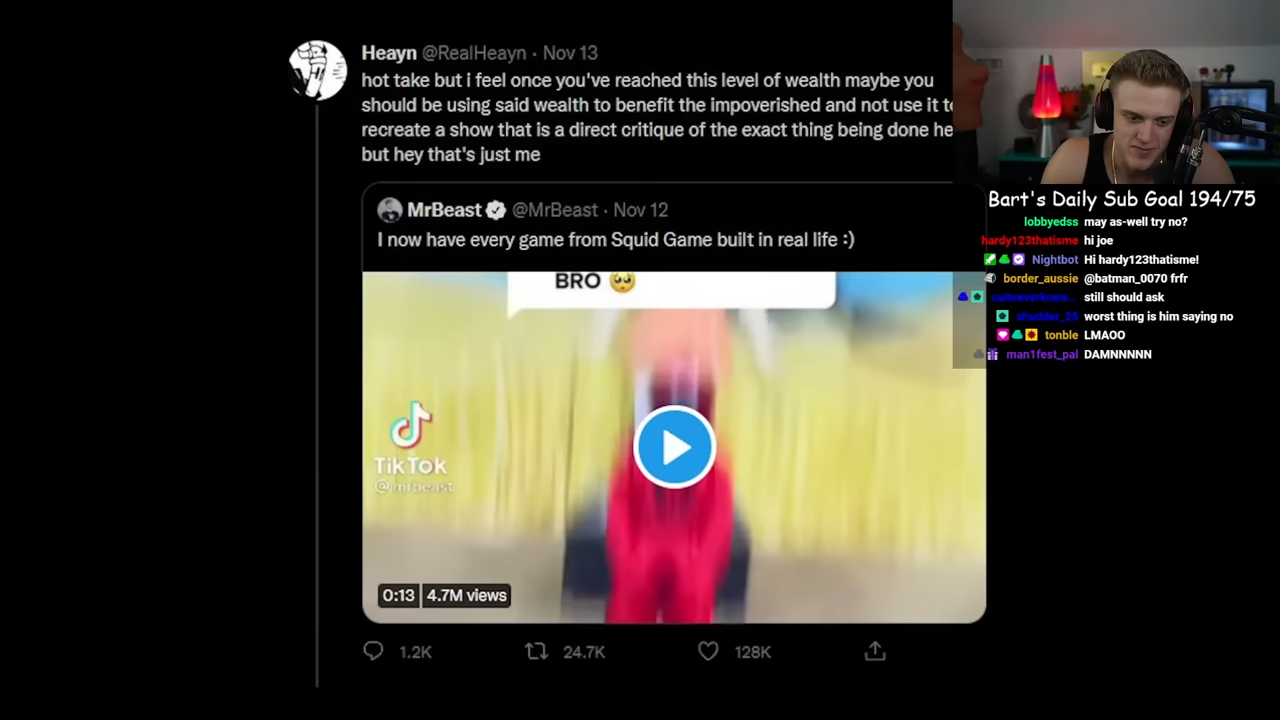 Heayn @RealHeayn · Nov 13
hot take but i feel once you've reached this level of wealth maybe you
should be using said wealth to benefit the impoverished and not use it
recreate a show that is a direct critique of the exact thing being done
but hey that's just me
MrBeast @MrBeast · Nov 12
I now have every game from Squid Game built in real life :)
BRO 🥺
TikTok
@mrbeast
0:13 4.7M views
1.2K 24.7K 128K
Bart's Daily Sub Goal 194/75
lobbyedss may as-well try no?
hardy123thatisme hi joe
Nightbot Hi hardy123thatisme!
border_aussie @batman_0070 frfr
still should ask
shudder_25 worst thing is him saying no
tonble LMAOO
man1fest_pal DAMNNNNN